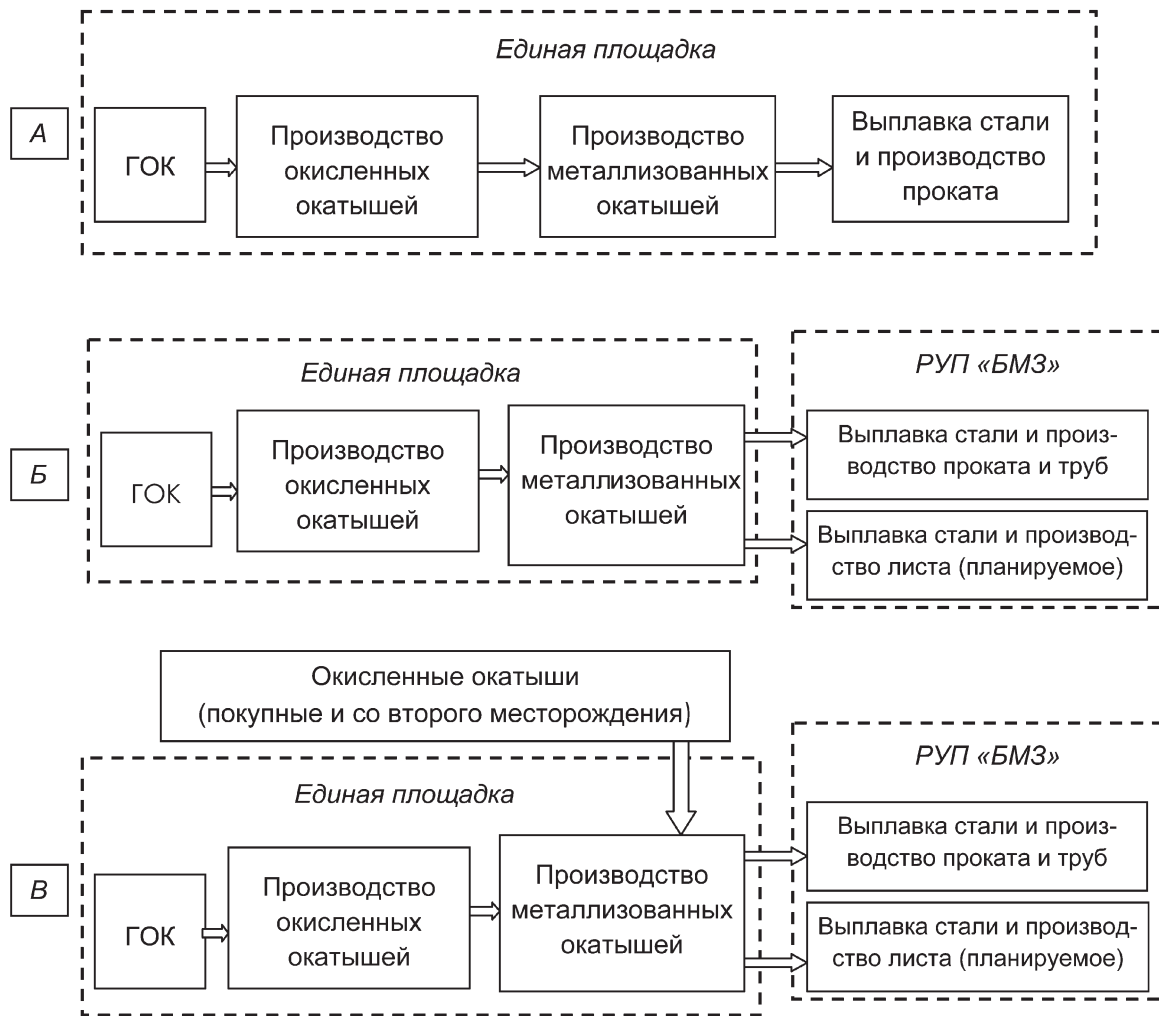 Единая площадка
А
ГОК
Производство
окисленных
окатышей
Производство
металлизованных
окатышей
Выплавка стали
и производство
проката
Единая площадка
РУП «БМЗ»
Б
ГОК
Производство
окисленных
окатышей
Производство
металлизованных
окатышей
Выплавка стали и произ-
водство проката и труб
Выплавка стали и производ-
ство листа (планируемое)
Окисленные окатыши
(покупные и со второго месторождения)
Единая площадка
РУП «БМЗ»
В
ГОК
Производство
окисленных
окатышей
Производство
металлизованных
окатышей
Выплавка стали и произ-
водство проката и труб
Выплавка стали и производ-
ство листа (планируемое)